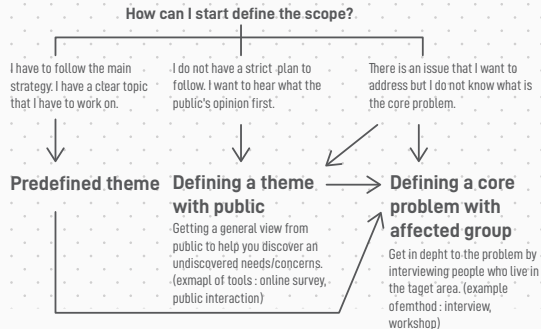 How can I start define the scope?
I have to follow the main
strategy. I have a clear topic
that I have to work on.
I do not have a strict plan to
follow. I want to hear what the
public's opinion first.
There is an issue that I want to
address but I do not know what is
the core problem.
Predefined theme
Defining a theme
with public
Getting a general view from
public to help you discover an
undiscovered needs/concerns.
(exmapl of tools : online survey,
public interaction)
Defining a core
problem with
affected group
Get in depht to the problem by
interviewing people who live in
the taget area. (example
ofemthod : interview,
workshop)